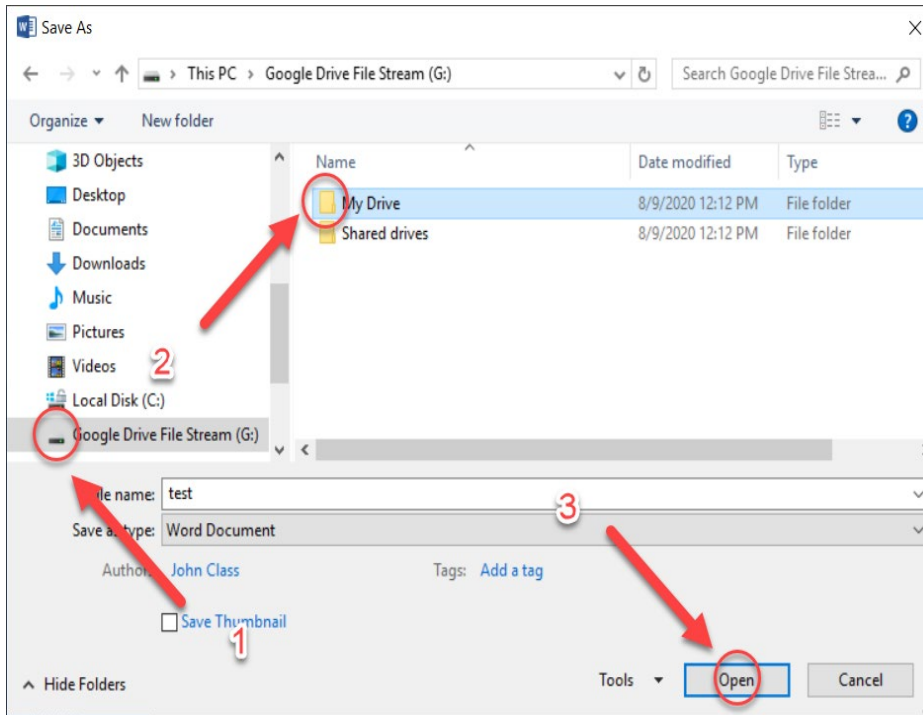 Save As
This PC > Google Drive File Stream (G:)
Search Google Drive File Strea...
Organize
New folder
3D Objects
Desktop
Documents
Downloads
Music
Pictures
Videos
Local Disk (C:)
Google Drive File Stream (G:)
Name Date modified Type
My Drive 8/9/2020 12:12 PM File folder
Shared drives 8/9/2020 12:12 PM File folder
2
File name: test
3
Save as type: Word Document
Authors: John Class Tags: Add a tag
Save Thumbnail
1
Hide Folders
Tools Open Cancel